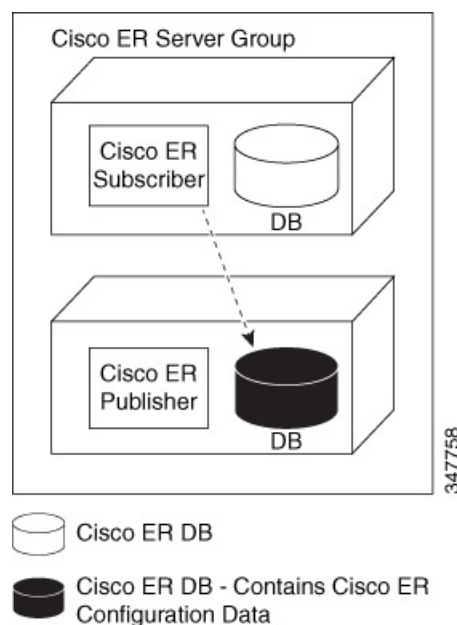 Cisco ER Server Group
Cisco ER
Subscriber
DB
Cisco ER
Publisher
DB
347758
Cisco ER DB
Cisco ER DB - Contains Cisco ER
Configuration Data